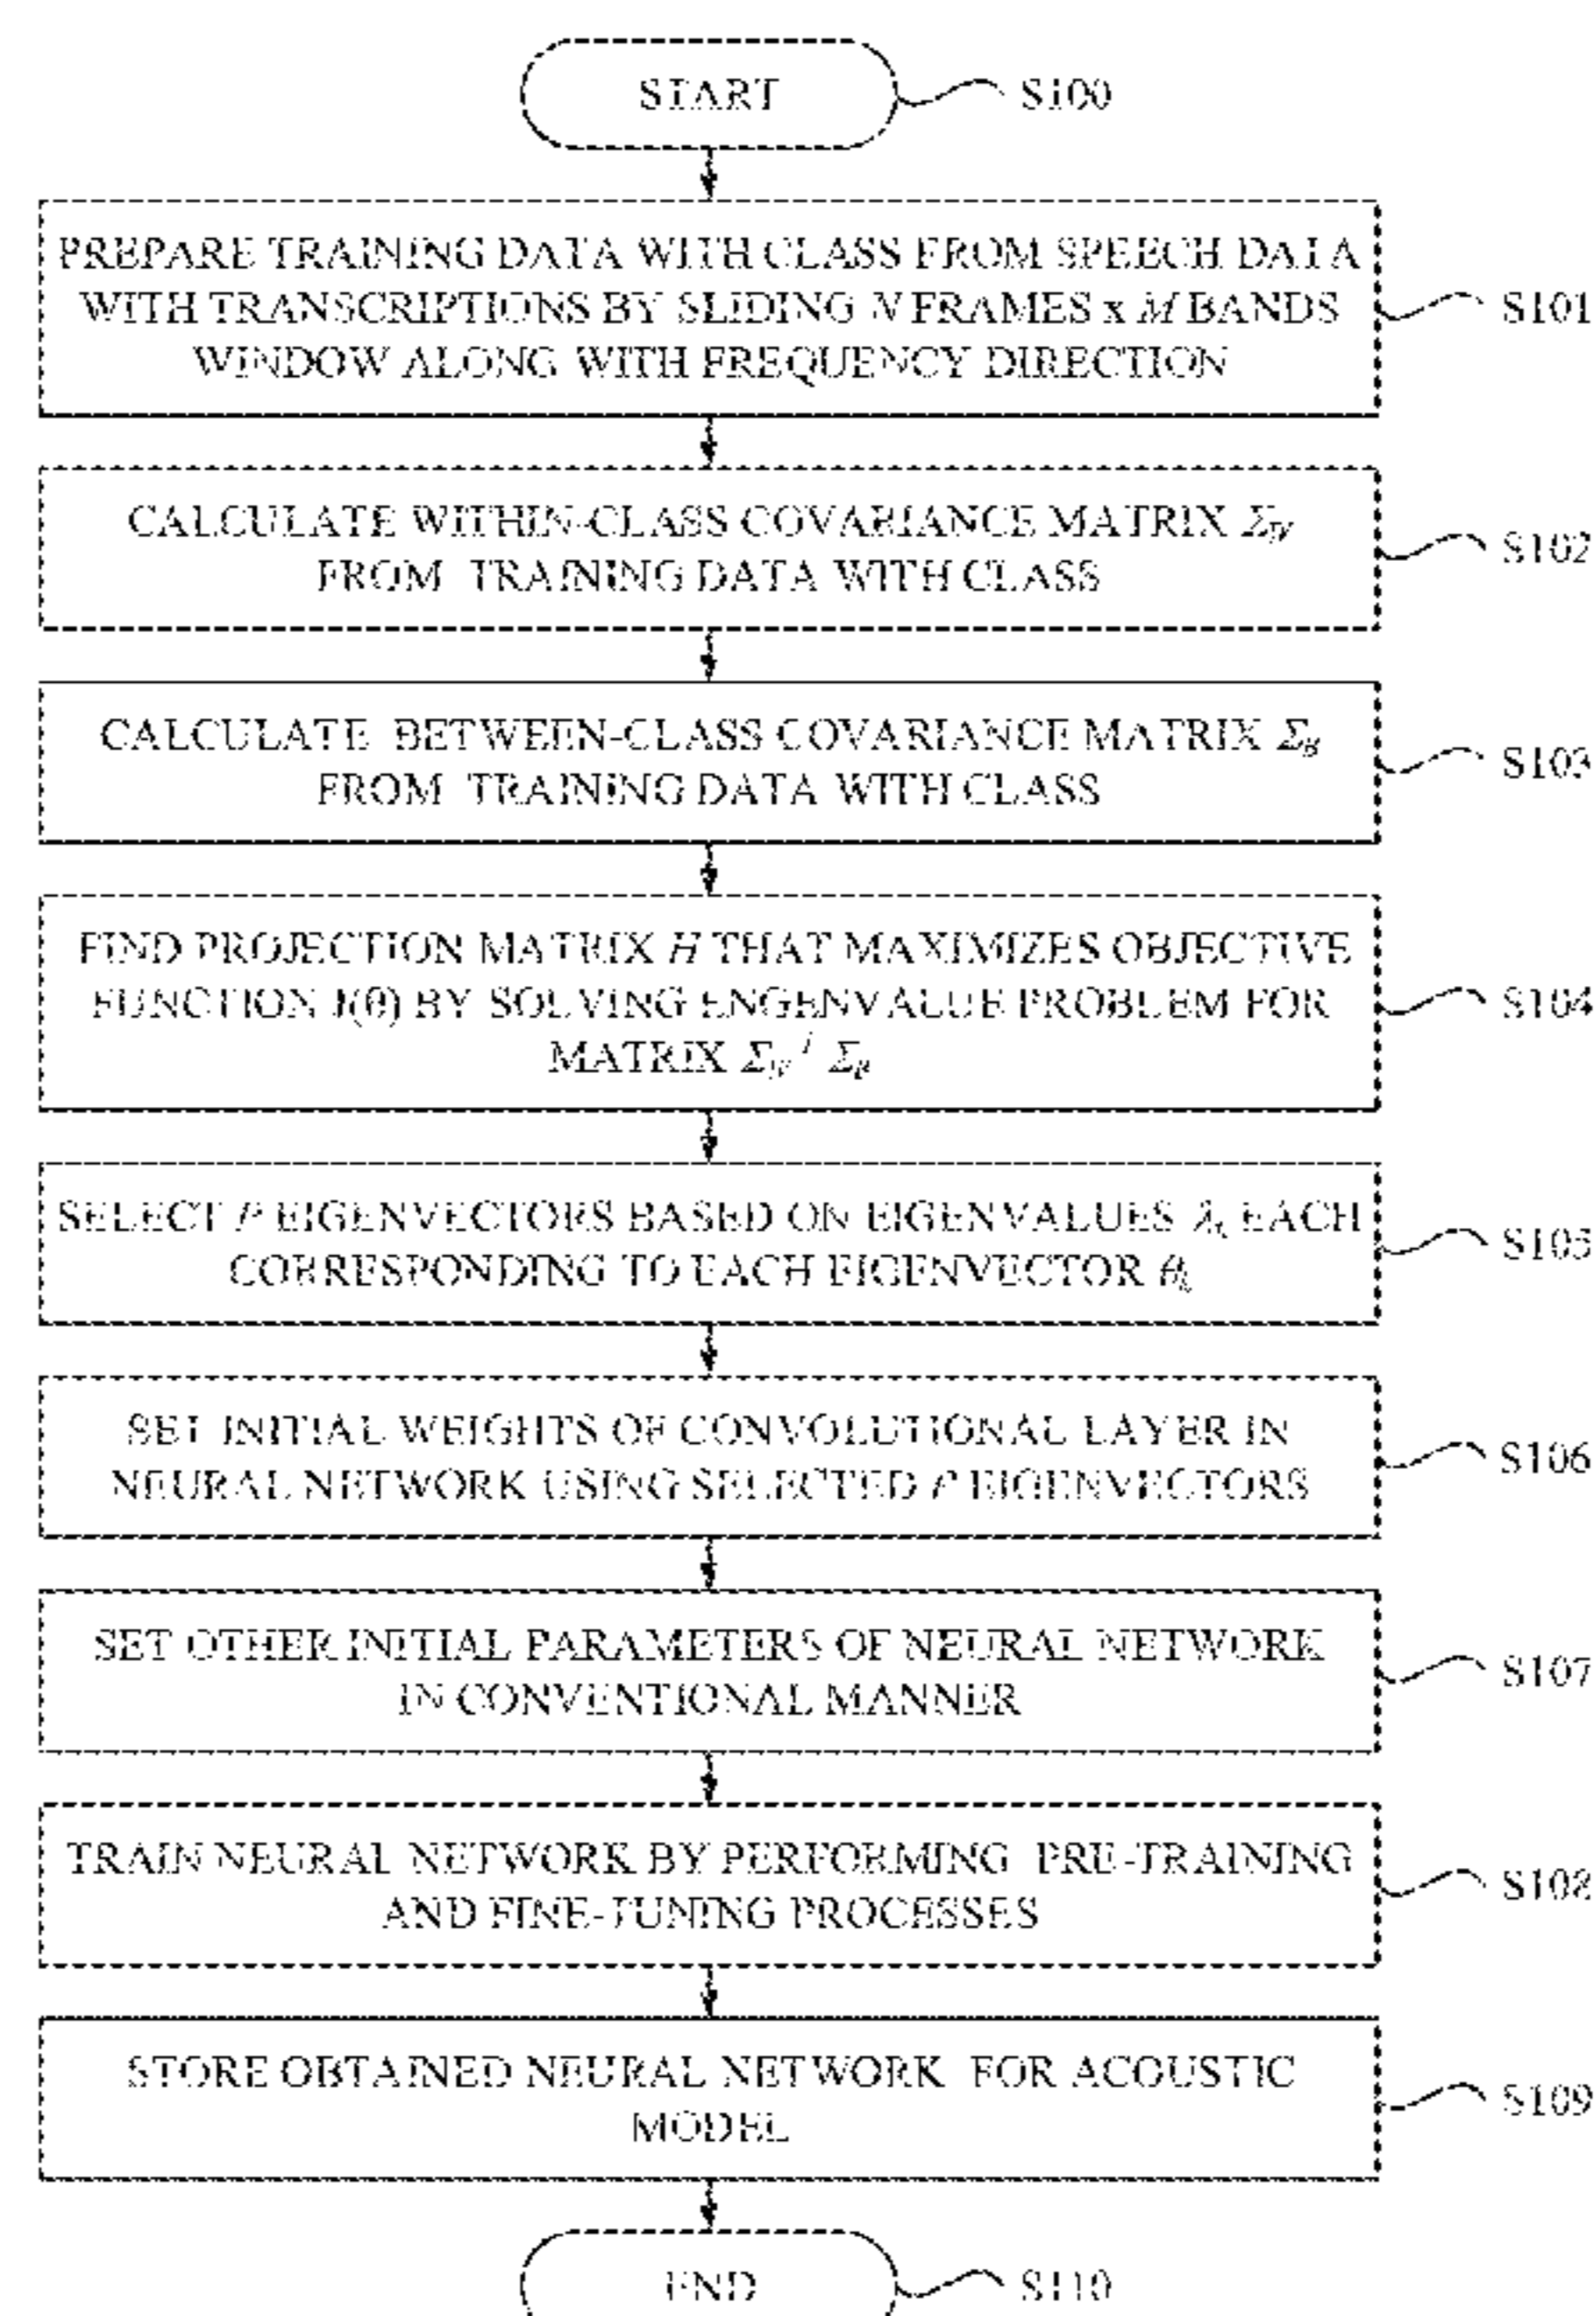 START
S100
PREPARE TRAINING DATA WITH CLASS FROM SPEECH DATA
WITH TRANSCRIPTIONS BY SLIDING N FRAMES x M BANDS
WINDOW ALONG WITH FREQUENCY DIRECTION
S101
CALCULATE WITHIN-CLASS COVARIANCE MATRIX Σ_W
FROM TRAINING DATA WITH CLASS
S102
CALCULATE BETWEEN-CLASS COVARIANCE MATRIX Σ_B
FROM TRAINING DATA WITH CLASS
S103
FIND PROJECTION MATRIX H THAT MAXIMIZES OBJECTIVE
FUNCTION J(θ) BY SOLVING ENGENVALUE PROBLEM FOR
MATRIX Σ_W⁻¹ Σ_B
S104
SELECT P EIGENVECTORS BASED ON EIGENVALUES λ_i EACH
CORRESPONDING TO EACH EIGENVECTOR θ_i
S105
SET INITIAL WEIGHTS OF CONVOLUTIONAL LAYER IN
NEURAL NETWORK USING SELECTED P EIGENVECTORS
S106
SET OTHER INITIAL PARAMETERS OF NEURAL NETWORK
IN CONVENTIONAL MANNER
S107
TRAIN NEURAL NETWORK BY PERFORMING PRE-TRAINING
AND FINE-TUNING PROCESSES
S108
STORE OBTAINED NEURAL NETWORK FOR ACOUSTIC
MODEL
S109
END
S110